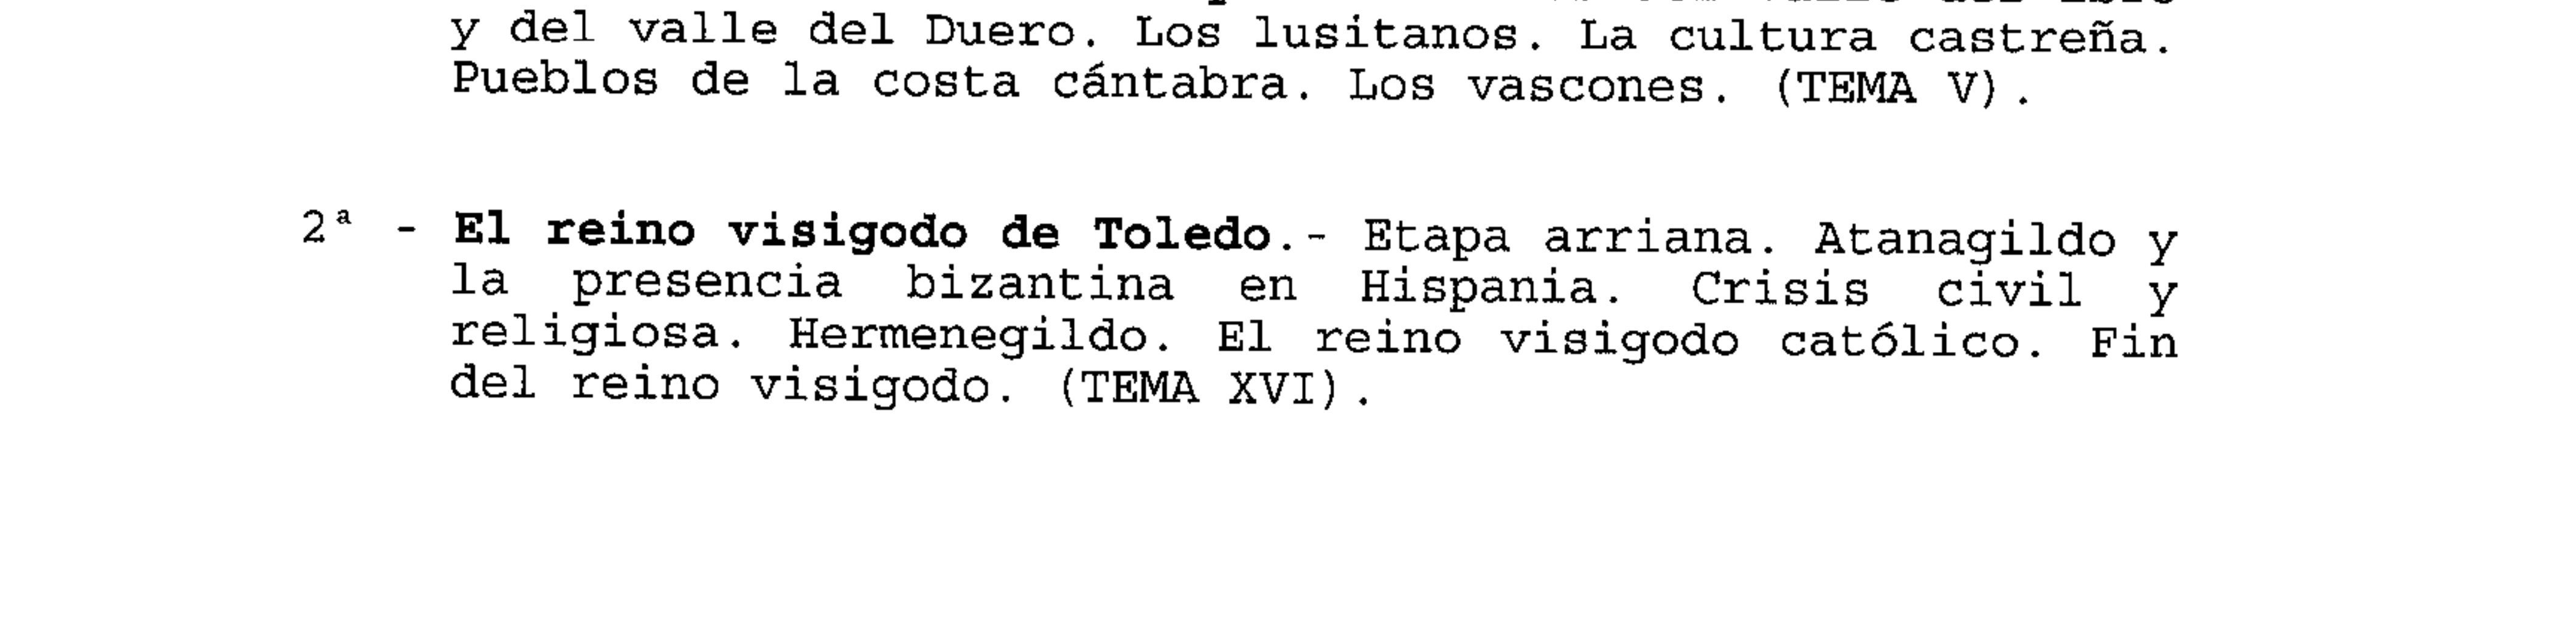 y del valle del Duero. Los lusitanos. La cultura castreña.
Pueblos de la costa cántabra. Los vascones. (TEMA V).
2ª - El reino visigodo de Toledo.- Etapa arriana. Atanagildo y
la presencia bizantina en Hispania. Crisis civil y
religiosa. Hermenegildo. El reino visigodo católico. Fin
del reino visigodo. (TEMA XVI).